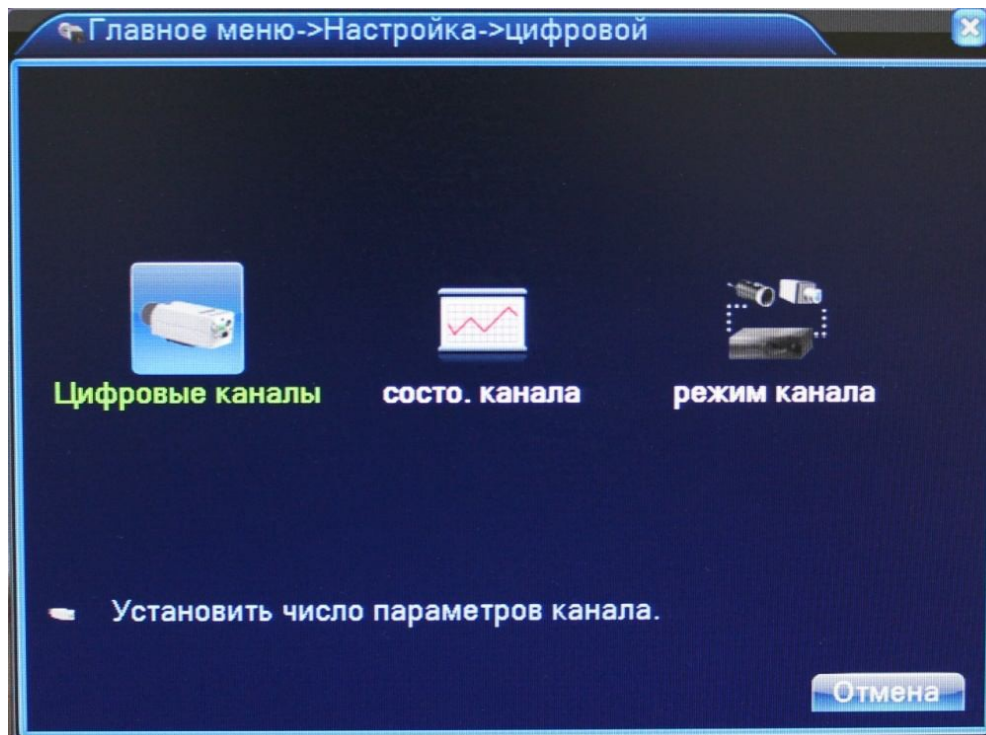 Главное меню->Настройка->цифровой
Цифровые каналы
состо. канала
режим канала
Установить число параметров канала.
Отмена